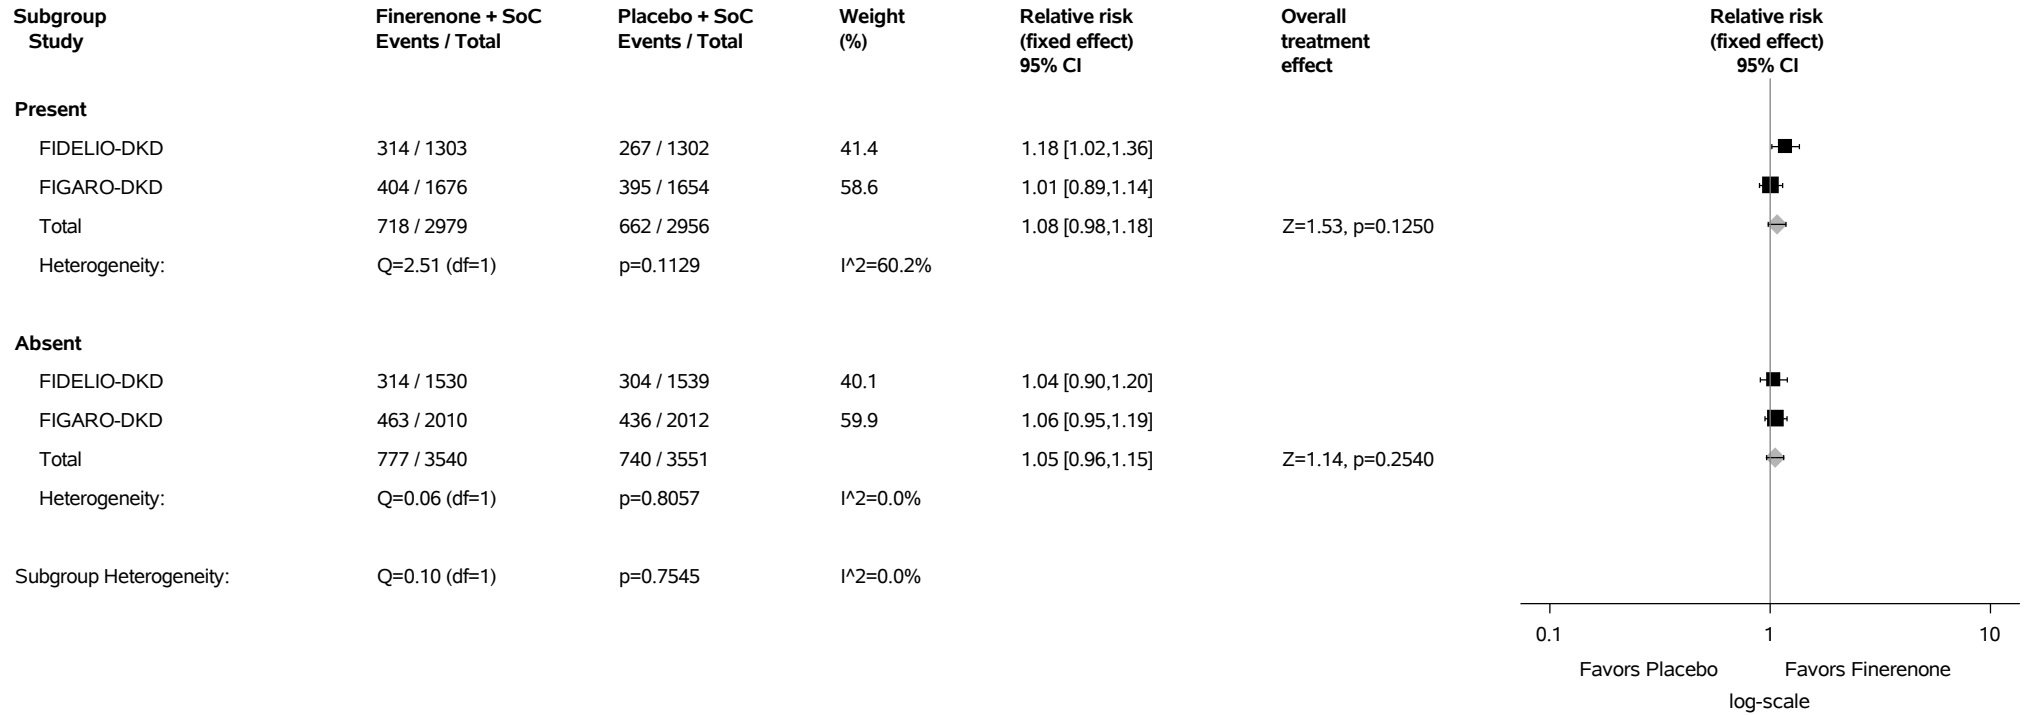 Subgroup Finerenone + SoC Placebo + SoC Weight Relative risk Overall Relative risk
Study Events / Total Events / Total (%) (fixed effect) treatment (fixed effect)
95% CI effect 95% CI
Present
FIDELIO-DKD 314 / 1303 267 / 1302 41.4 1.18 [1.02,1.36]
FIGARO-DKD 404 / 1676 395 / 1654 58.6 1.01 [0.89,1.14]
Total 718 / 2979 662 / 2956 1.08 [0.98,1.18] Z=1.53, p=0.1250
Heterogeneity: Q=2.51 (df=1) p=0.1129 I^2=60.2%
Absent
FIDELIO-DKD 314 / 1530 304 / 1539 40.1 1.04 [0.90,1.20]
FIGARO-DKD 463 / 2010 436 / 2012 59.9 1.06 [0.95,1.19]
Total 777 / 3540 740 / 3551 1.05 [0.96,1.15] Z=1.14, p=0.2540
Heterogeneity: Q=0.06 (df=1) p=0.8057 I^2=0.0%
Subgroup Heterogeneity: Q=0.10 (df=1) p=0.7545 I^2=0.0%
0.1 1 10
Favors Placebo Favors Finerenone
log-scale